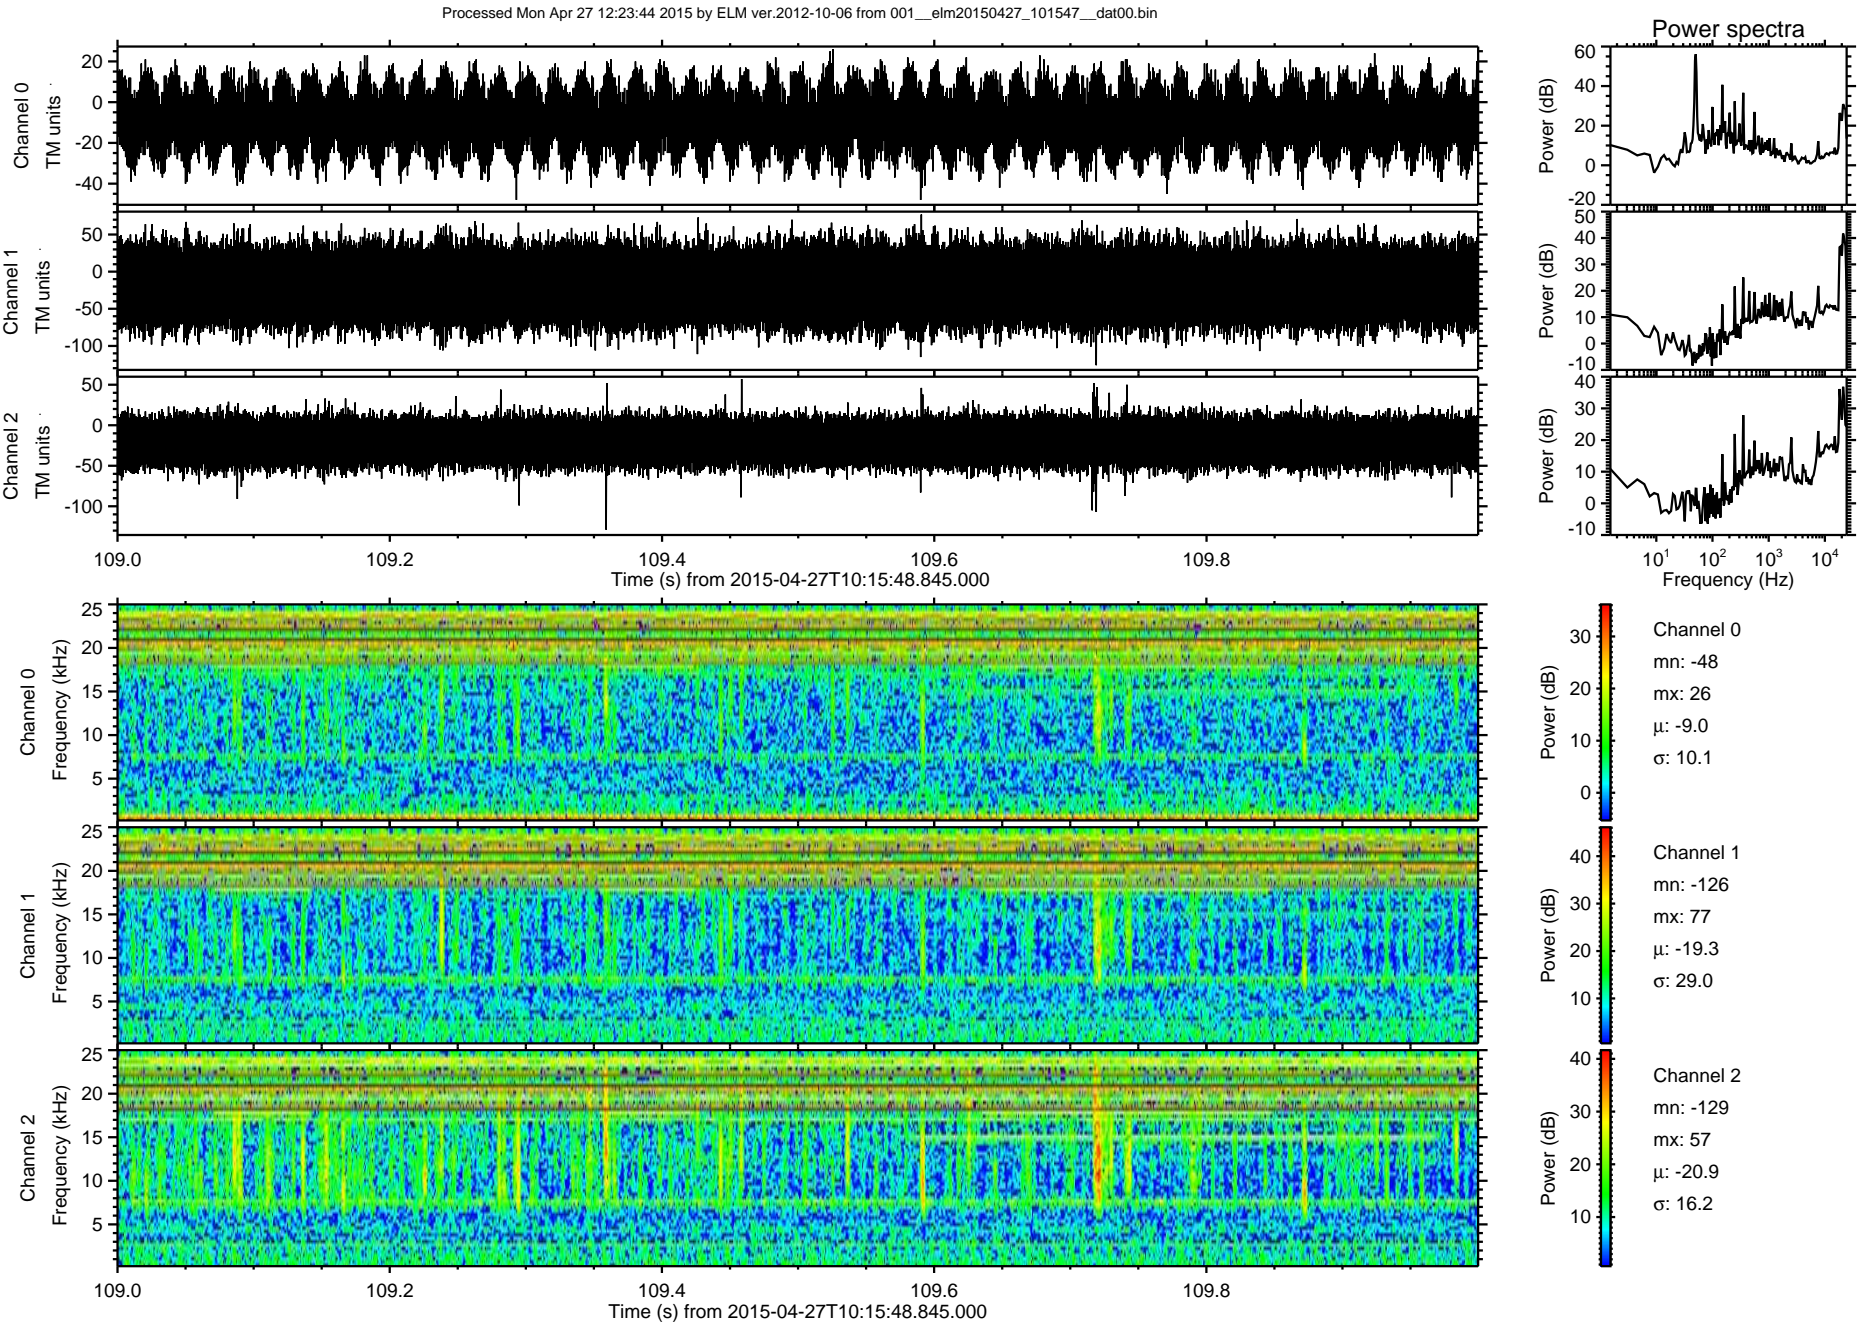 Processed Mon Apr 27 12:23:44 2015 by ELM ver.2012-10-06 from 001__elm20150427_101547__dat00.bin
Power spectra
Channel 0
TM units
20
0
-20
-40
Power (dB)
60
40
20
0
-20
Channel 1
TM units
50
0
-50
-100
Power (dB)
50
40
30
20
10
0
-10
Channel 2
TM units
50
0
-50
-100
Power (dB)
40
30
20
10
0
-10
109.0 109.2 109.4 109.6 109.8
Time (s) from 2015-04-27T10:15:48.845.000
10¹ 10² 10³ 10⁴
Frequency (Hz)
Channel 0
Frequency (kHz)
25
20
15
10
5
Power (dB)
30
20
10
0
Channel 0
mn: -48
mx: 26
μ: -9.0
σ: 10.1
Channel 1
Frequency (kHz)
25
20
15
10
5
Power (dB)
40
30
20
10
Channel 1
mn: -126
mx: 77
μ: -19.3
σ: 29.0
Channel 2
Frequency (kHz)
25
20
15
10
5
Power (dB)
40
30
20
10
Channel 2
mn: -129
mx: 57
μ: -20.9
σ: 16.2
109.0 109.2 109.4 109.6 109.8
Time (s) from 2015-04-27T10:15:48.845.000